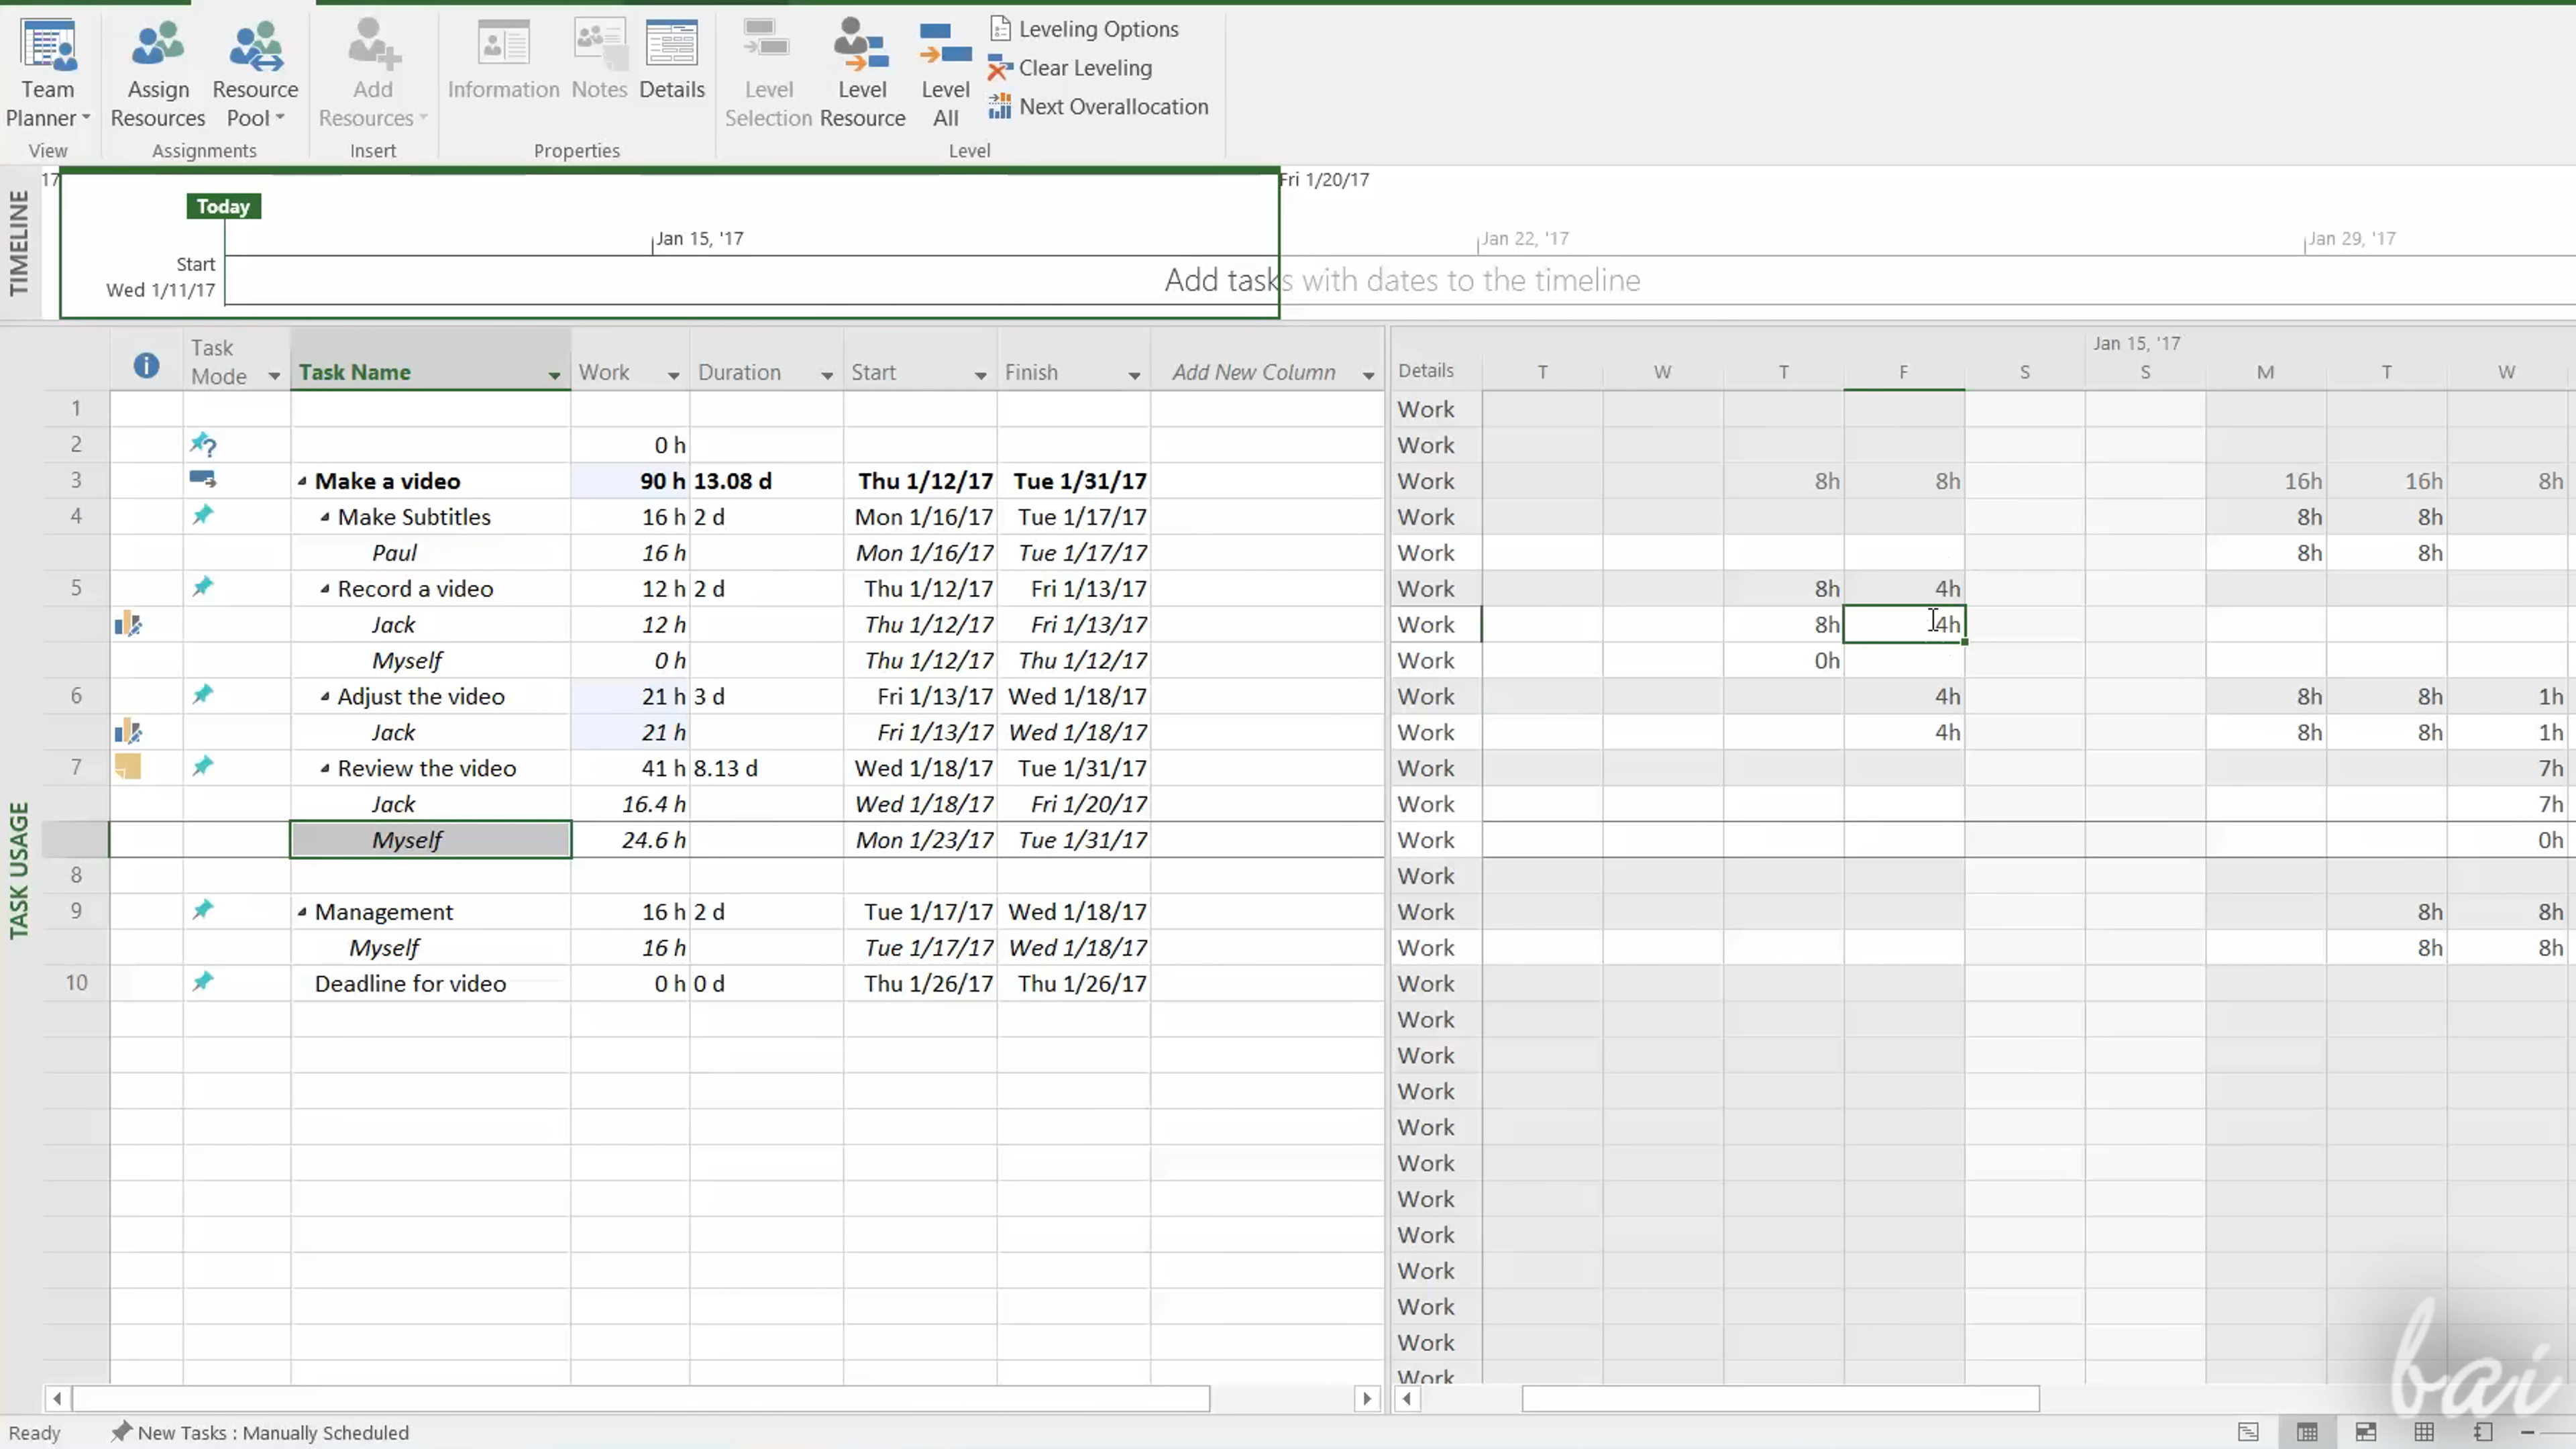 Team Planner
Assign Resources
Resource Pool
Add Resources
Information
Notes
Details
Level Selection
Level Resource
Level All
Leveling Options
Clear Leveling
Next Overallocation
View
Assignments
Insert
Properties
Level
TIMELINE
17
Fri 1/20/17
Today
Jan 15, '17
Jan 22, '17
Jan 29, '17
Start
Wed 1/11/17
Add tasks with dates to the timeline
TASK USAGE
Task Mode
Task Name
Work
Duration
Start
Finish
Add New Column
Details
Jan 15, '17
T W T F S S M T W
1 Work
2 0 h Work
3 Make a video 90 h 13.08 d Thu 1/12/17 Tue 1/31/17 Work 8h 8h 16h 16h 8h
4 Make Subtitles 16 h 2 d Mon 1/16/17 Tue 1/17/17 Work 8h 8h
Paul 16 h Mon 1/16/17 Tue 1/17/17 Work 8h 8h
5 Record a video 12 h 2 d Thu 1/12/17 Fri 1/13/17 Work 8h 4h
Jack 12 h Thu 1/12/17 Fri 1/13/17 Work 8h 4h
Myself 0 h Thu 1/12/17 Thu 1/12/17 Work 0h
6 Adjust the video 21 h 3 d Fri 1/13/17 Wed 1/18/17 Work 4h 8h 8h 1h
Jack 21 h Fri 1/13/17 Wed 1/18/17 Work 4h 8h 8h 1h
7 Review the video 41 h 8.13 d Wed 1/18/17 Tue 1/31/17 Work 7h
Jack 16.4 h Wed 1/18/17 Fri 1/20/17 Work 7h
Myself 24.6 h Mon 1/23/17 Tue 1/31/17 Work 0h
8 Work
9 Management 16 h 2 d Tue 1/17/17 Wed 1/18/17 Work 8h 8h
Myself 16 h Tue 1/17/17 Wed 1/18/17 Work 8h 8h
10 Deadline for video 0 h 0 d Thu 1/26/17 Thu 1/26/17 Work
Work
Work
Work
Work
Work
Work
Work
Work
Work
Work
Work
bai
Ready
New Tasks : Manually Scheduled